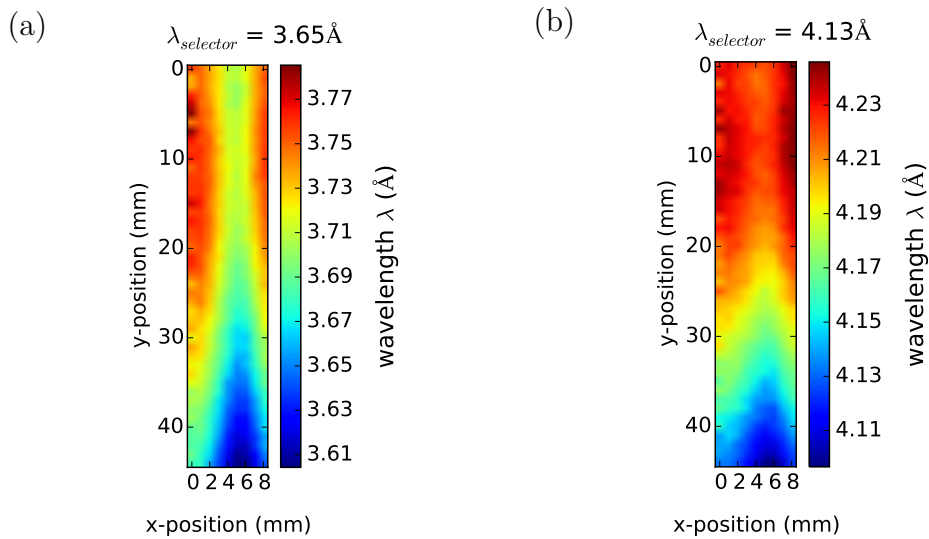 (a)
λselector = 3.65Å
0
10
20
30
40
y-position (mm)
0 2 4 6 8
x-position (mm)
3.77
3.75
3.73
3.71
3.69
3.67
3.65
3.63
3.61
wavelength λ (Å)
(b)
λselector = 4.13Å
0
10
20
30
40
y-position (mm)
0 2 4 6 8
x-position (mm)
4.23
4.21
4.19
4.17
4.15
4.13
4.11
wavelength λ (Å)